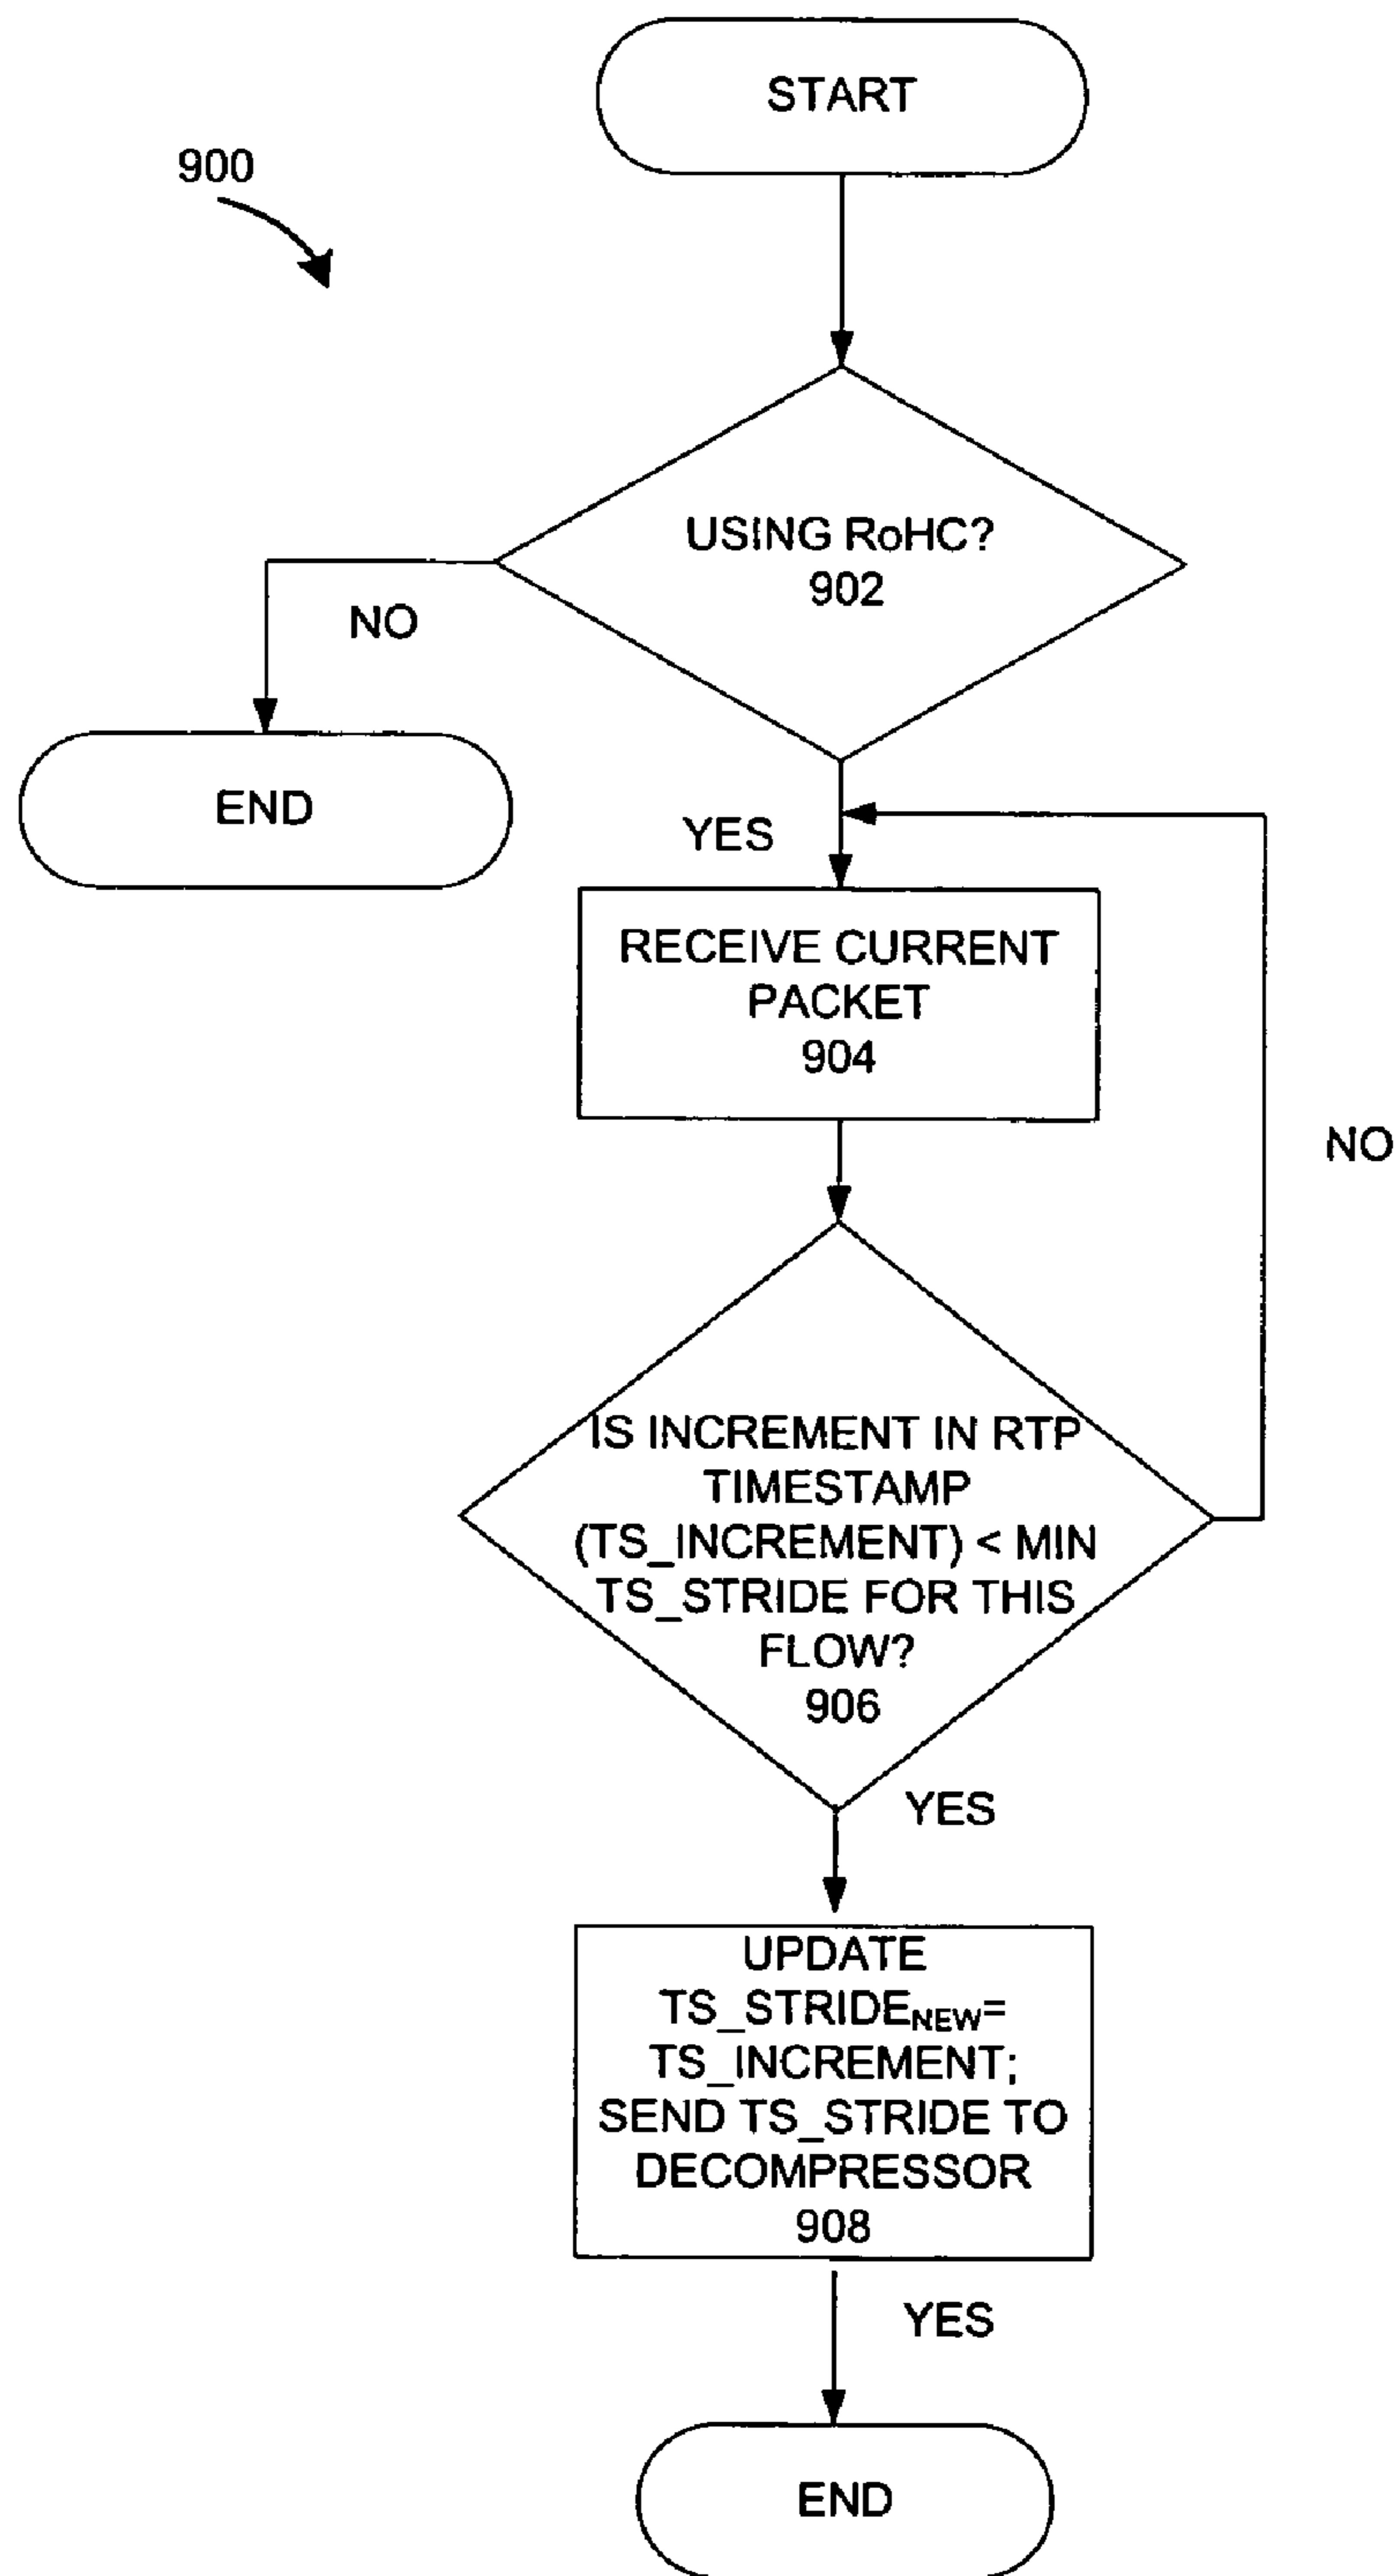 START
900
USING RoHC?
902
NO
END
YES
RECEIVE CURRENT
PACKET
904
NO
IS INCREMENT IN RTP
TIMESTAMP
(TS_INCREMENT) < MIN
TS_STRIDE FOR THIS
FLOW?
906
YES
UPDATE
TS_STRIDENEW=
TS_INCREMENT;
SEND TS_STRIDE TO
DECOMPRESSOR
908
YES
END